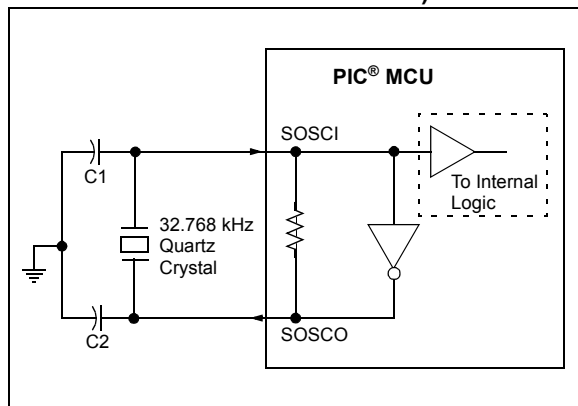 PIC® MCU
SOSCI
C1
To Internal
Logic
32.768 kHz
Quartz
Crystal
C2
SOSCO